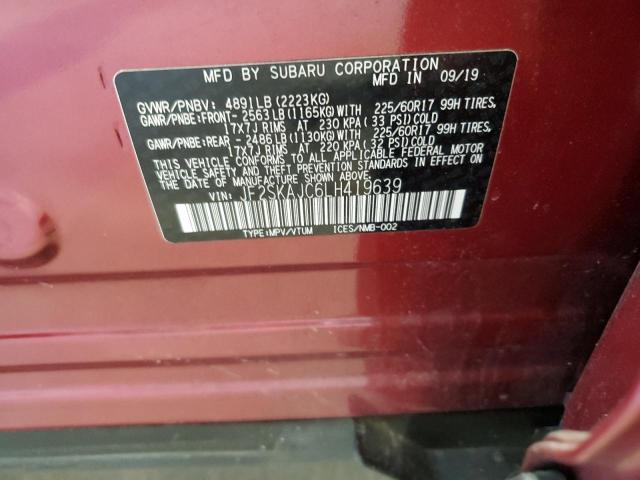 MFD BY SUBARU CORPORATION
MFD IN 09/19
GVWR/PNBV: 4891LB(2223KG)
GAWR/PNBE:FRONT- 2563LB(1165KG)WITH 225/60R17 99H TIRES,
17X7J RIMS AT 230 KPA(33 PSI)COLD
GAWR/PNBE:REAR - 2486LB(1130KG)WITH 225/60R17 99H TIRES,
17X7J RIMS AT 220 KPA(32 PSI)COLD
THIS VEHICLE CONFORMS TO ALL APPLICABLE FEDERAL MOTOR
VEHICLE SAFETY AND THEFT PREVENTION STANDARDS IN EFFECT
ON THE DATE OF MANUFACTURE SHOWN ABOVE.
VIN: JF2SKAJC6LH419639
TYPE:MPV/VTUM ICES/NMB-002